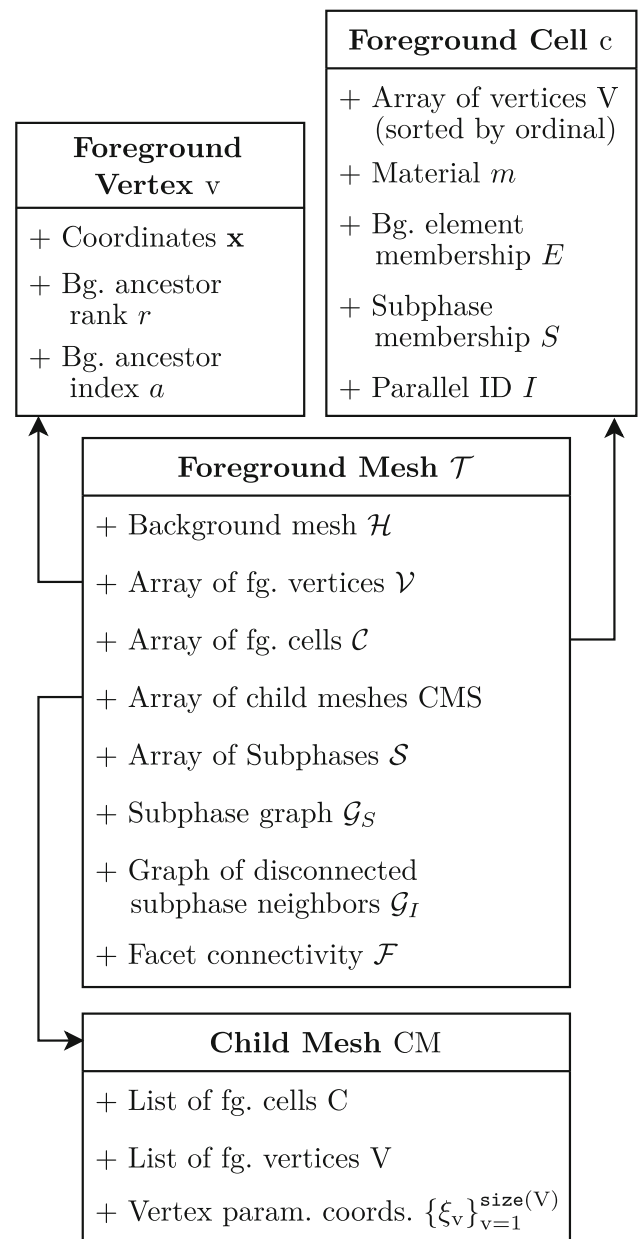 Foreground Cell c
+ Array of vertices V
(sorted by ordinal)
+ Material m
+ Bg. element
membership E
+ Subphase
membership S
+ Parallel ID I
Foreground
Vertex v
+ Coordinates x
+ Bg. ancestor
rank r
+ Bg. ancestor
index a
Foreground Mesh 𝒯
+ Background mesh ℋ
+ Array of fg. vertices 𝒱
+ Array of fg. cells 𝒞
+ Array of child meshes CMS
+ Array of Subphases 𝒮
+ Subphase graph 𝒢_S
+ Graph of disconnected
subphase neighbors 𝒢_I
+ Facet connectivity ℱ
Child Mesh CM
+ List of fg. cells C
+ List of fg. vertices V
+ Vertex param. coords. {ξ_v}_{v=1}^{size(V)}